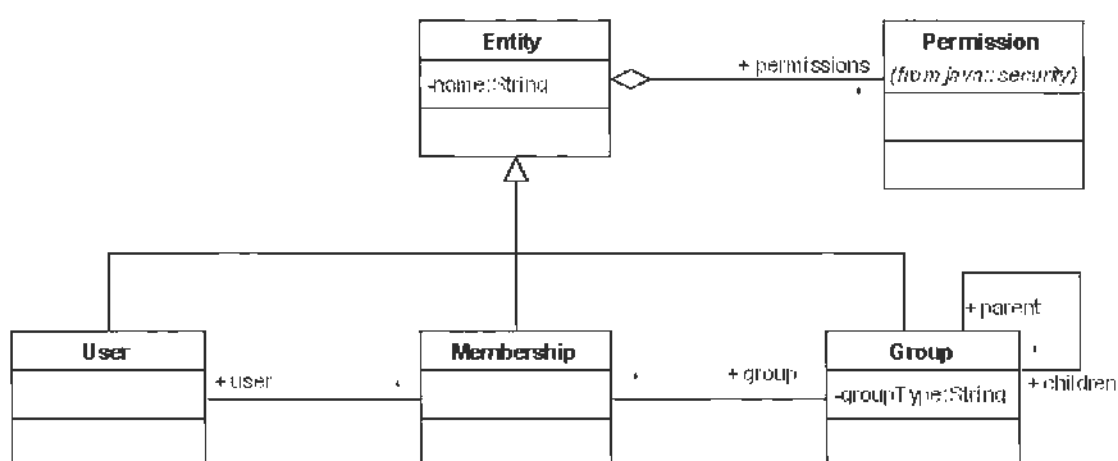 Entity
-name:String
+ permissions
*
Permission
(from java::security)
+ parent
User
Membership
Group
*
+ user
*
*
+ group
-groupType:String
+ children